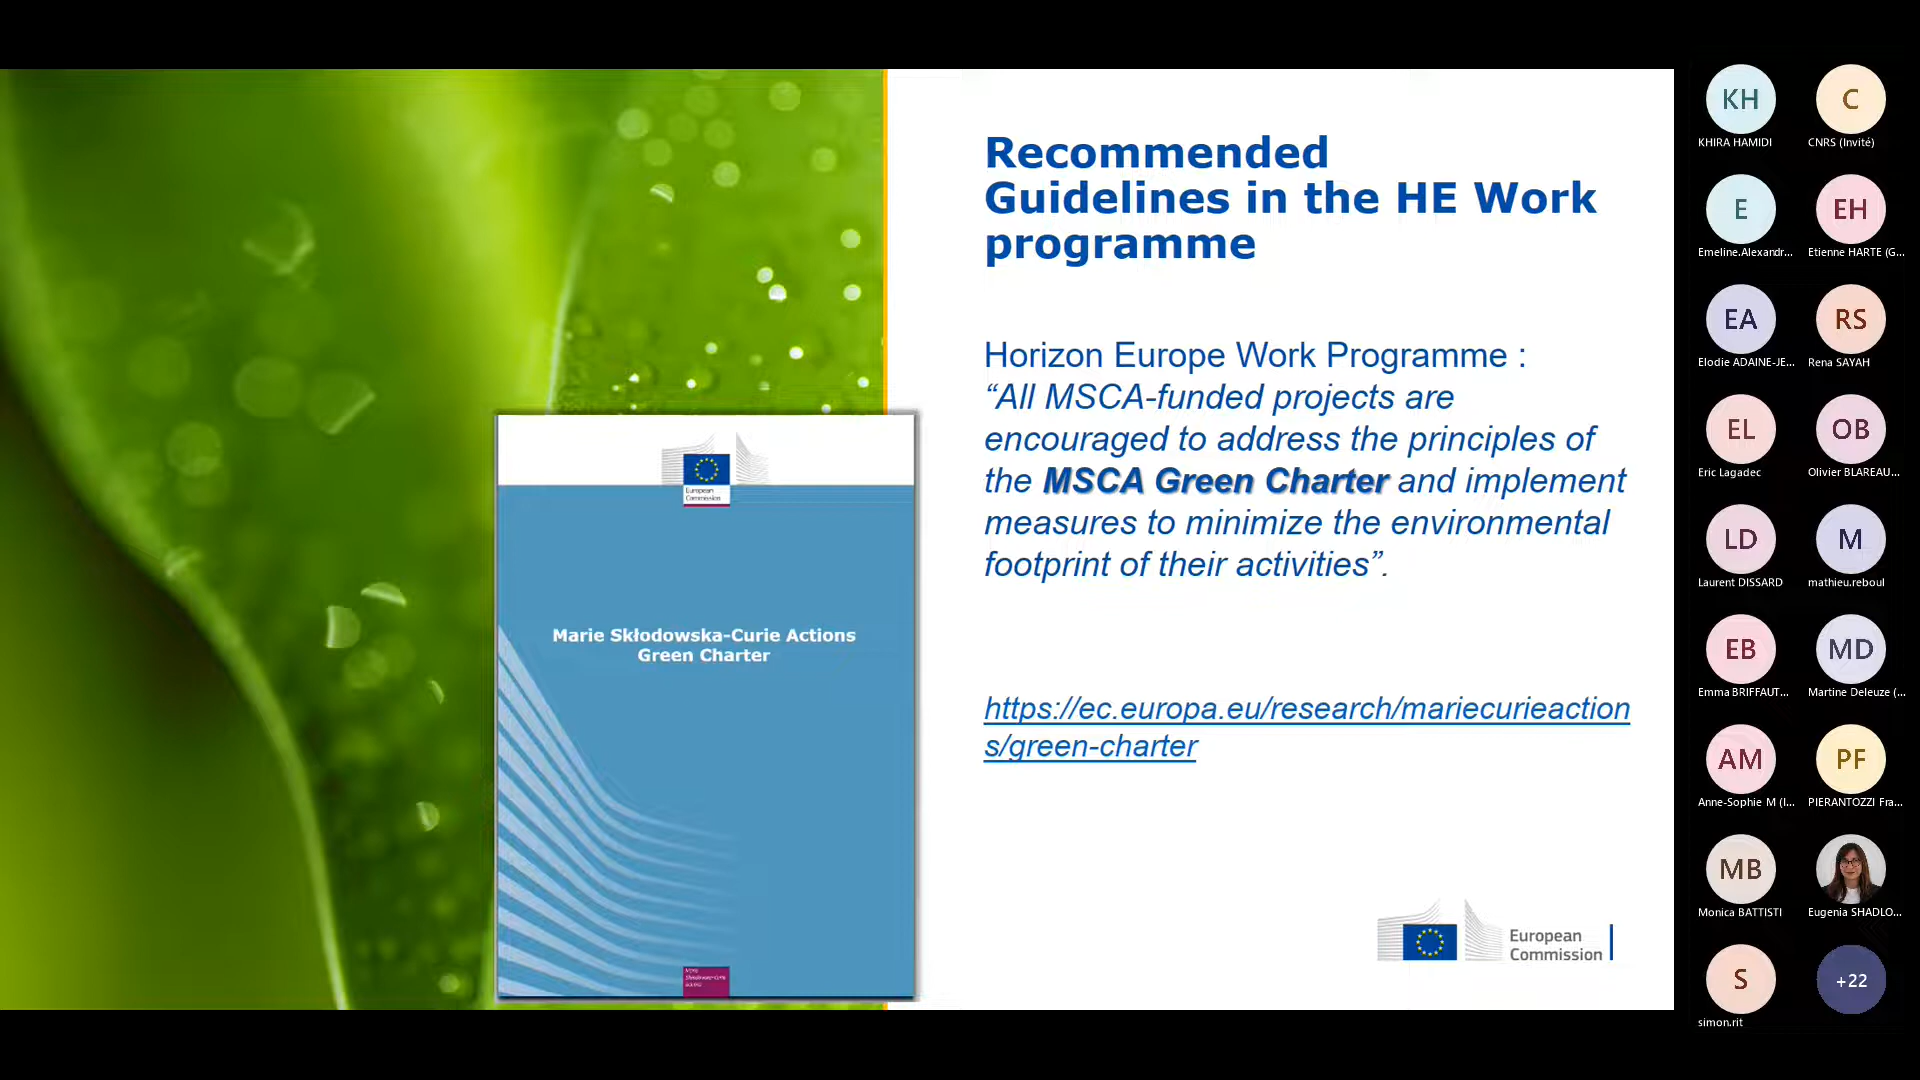 Recommended
Guidelines in the HE Work
programme
Horizon Europe Work Programme :
“All MSCA-funded projects are
encouraged to address the principles of
the MSCA Green Charter and implement
measures to minimize the environmental
footprint of their activities”.
https://ec.europa.eu/research/mariecurieaction
s/green-charter
European
Commission
European
Commission
Marie Skłodowska-Curie Actions
Green Charter
KH
KHIRA HAMIDI
C
CNRS (Invité)
E
Emeline.Alexandr...
EH
Etienne HARTE (G...
EA
Elodie ADAINE-JE...
RS
Rena SAYAH
EL
Eric Lagadec
OB
Olivier BLAREAU...
LD
Laurent DISSARD
M
mathieu.reboul
EB
Emma BRIFFAUT...
MD
Martine Deleuze (...
AM
Anne-Sophie M (I...
PF
PIERANTOZZI Fra...
MB
Monica BATTISTI
Eugenia SHADLO...
S
simon.rit
+22